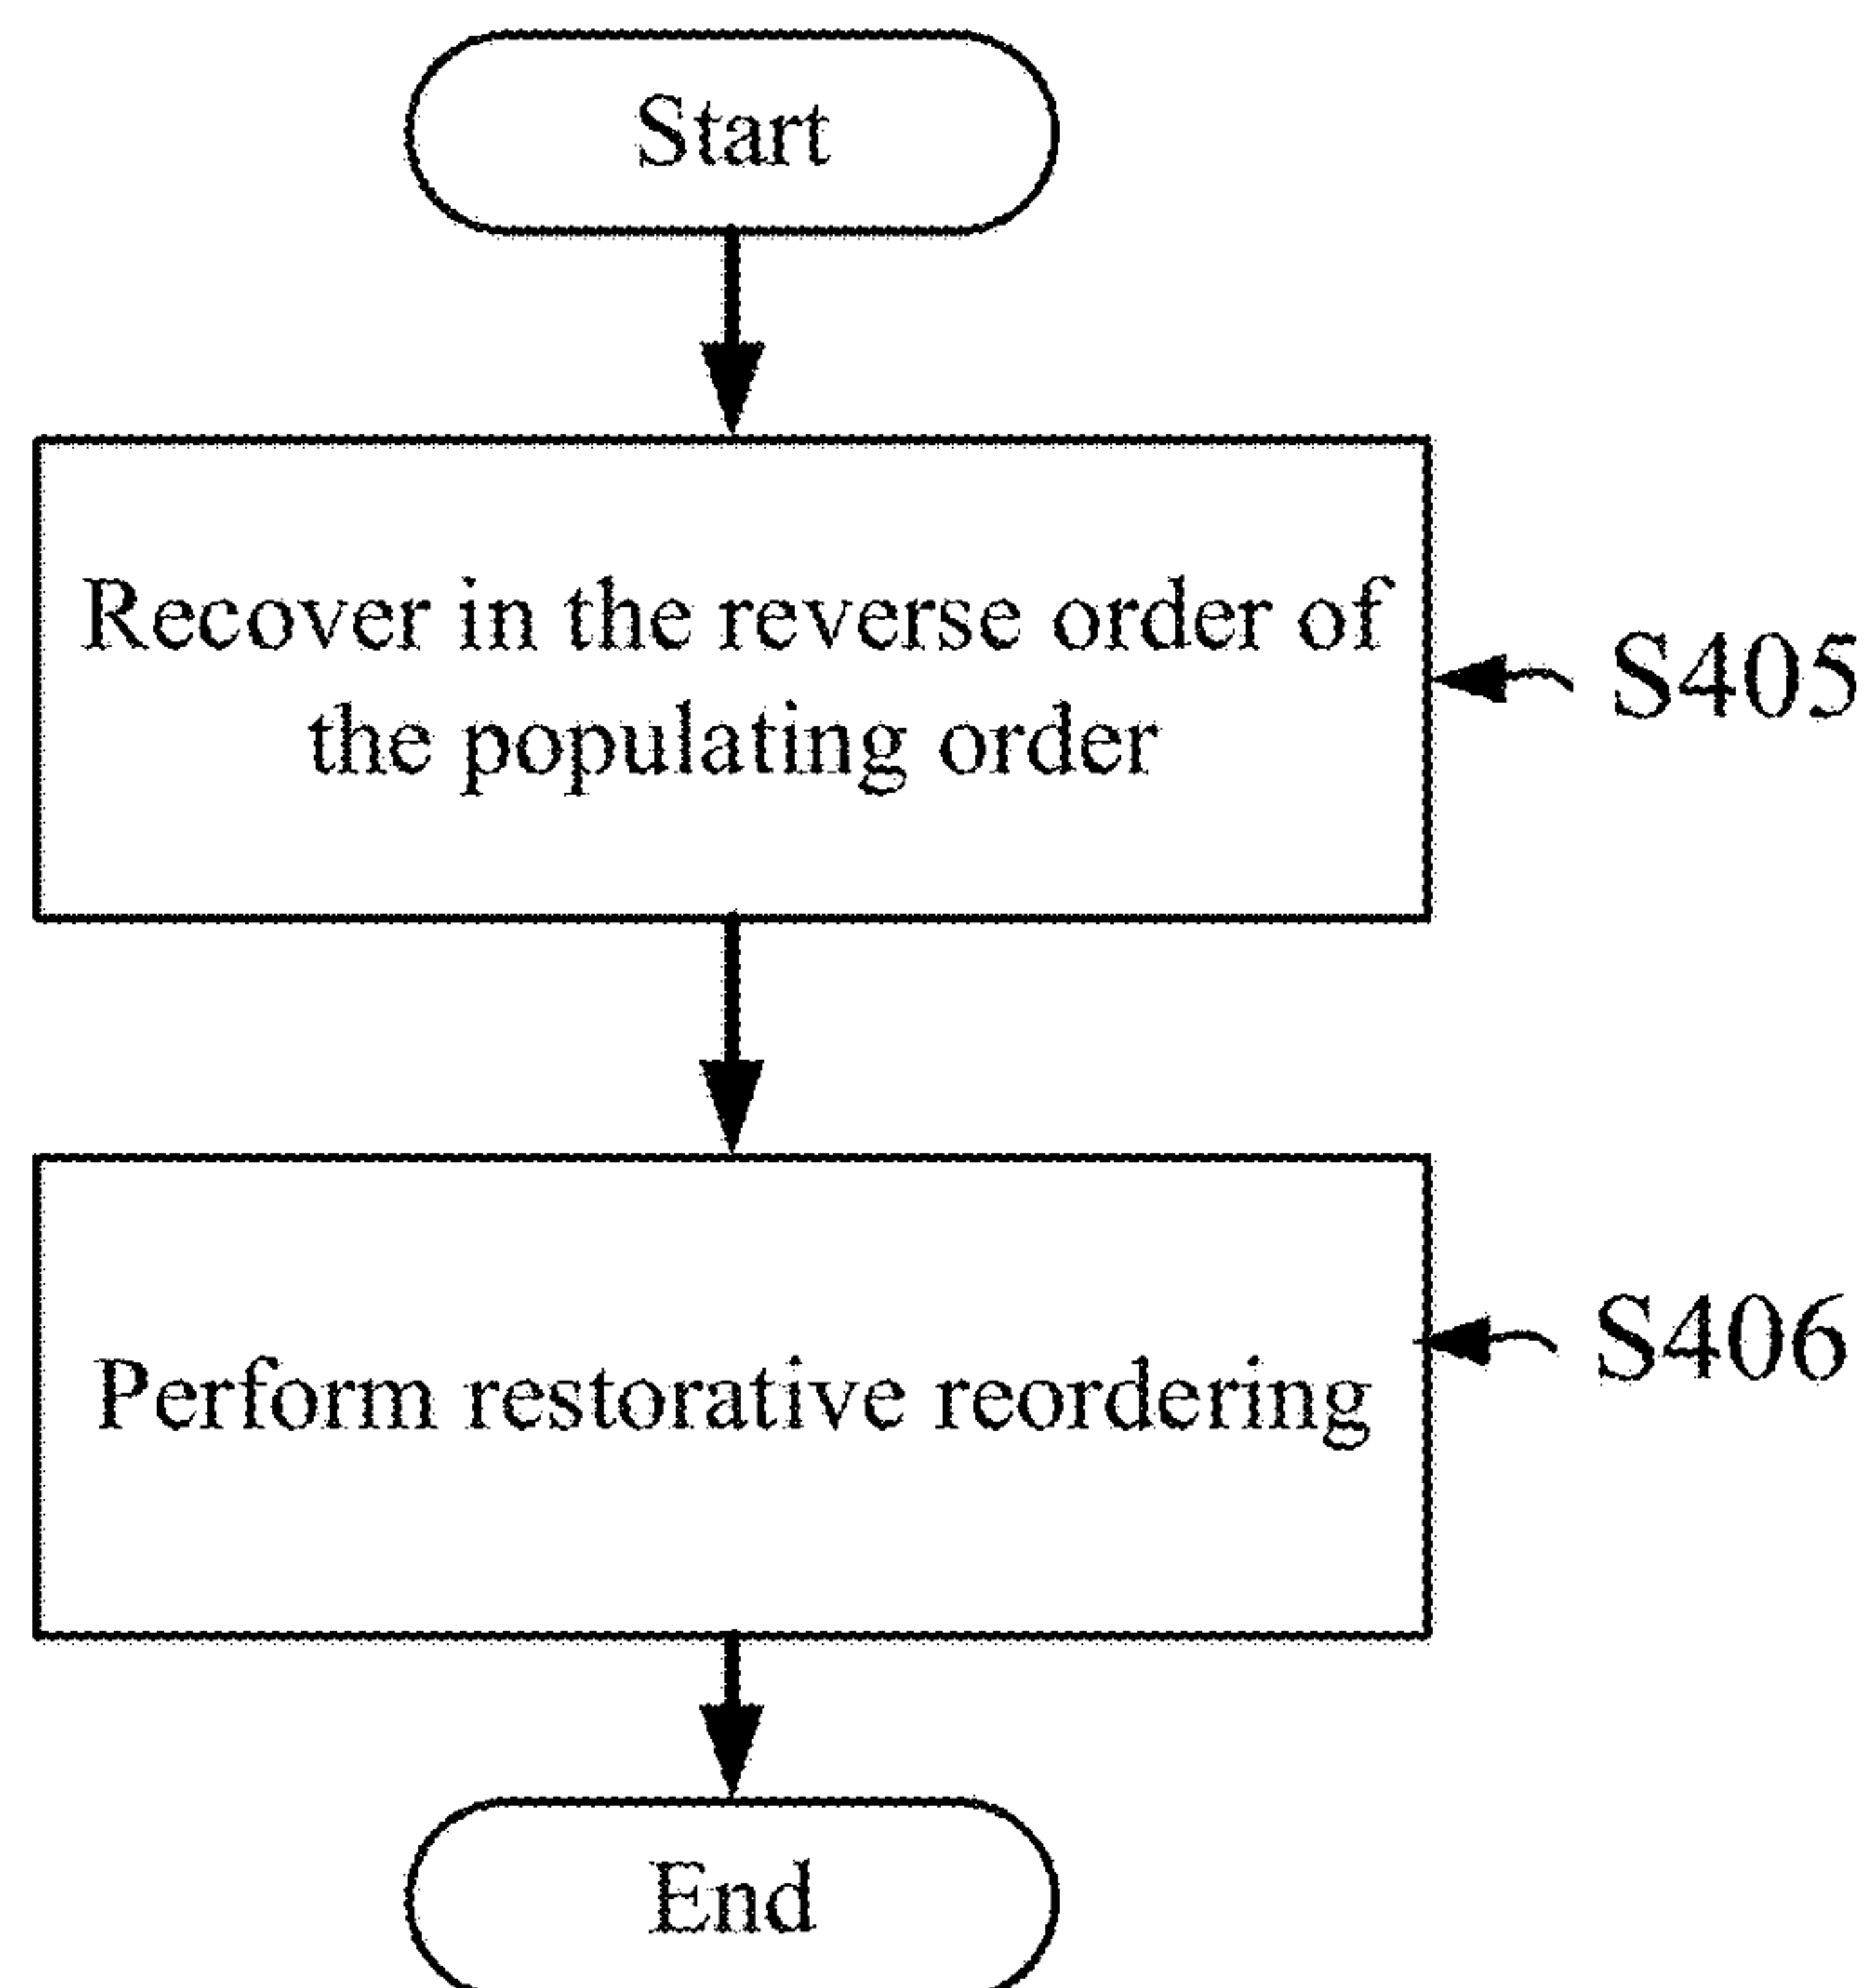 Start
Recover in the reverse order of
the populating order
S405
Perform restorative reordering
S406
End